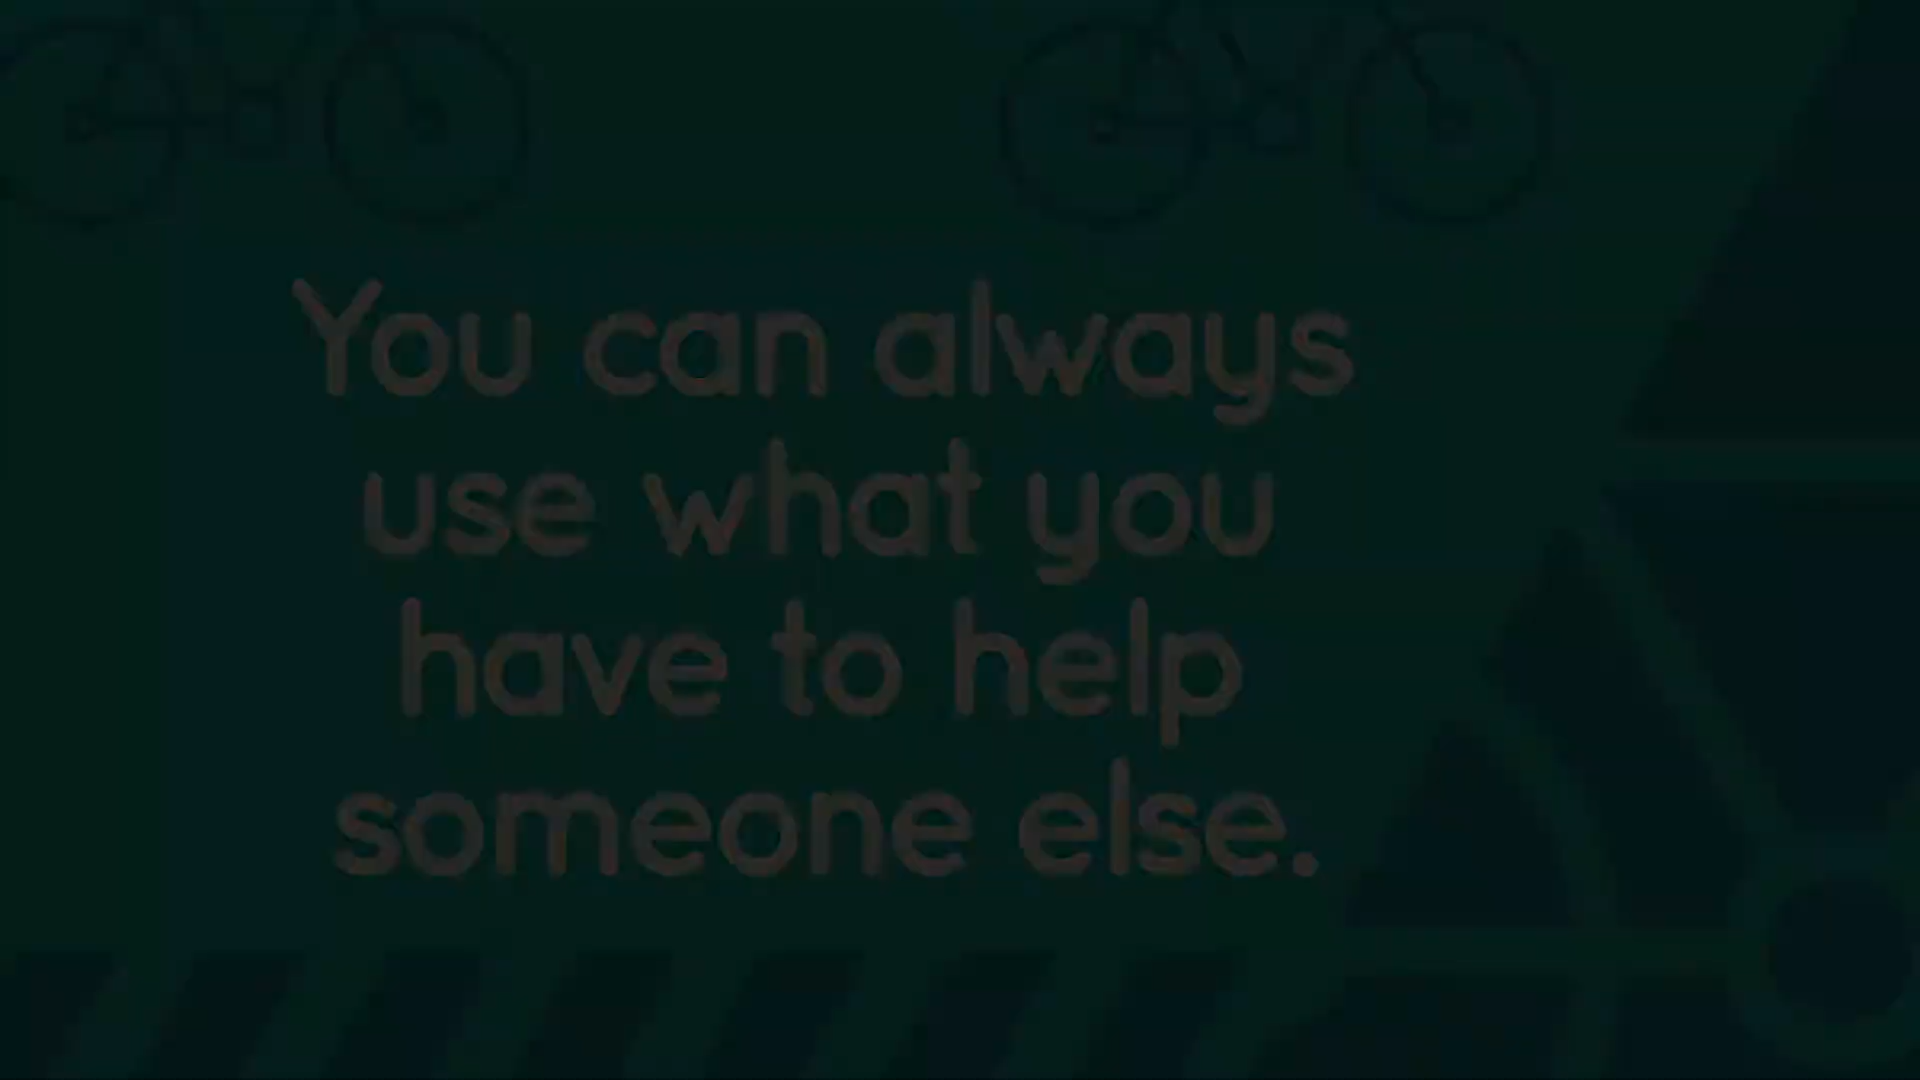 You can always
use what you
have to help
someone else.